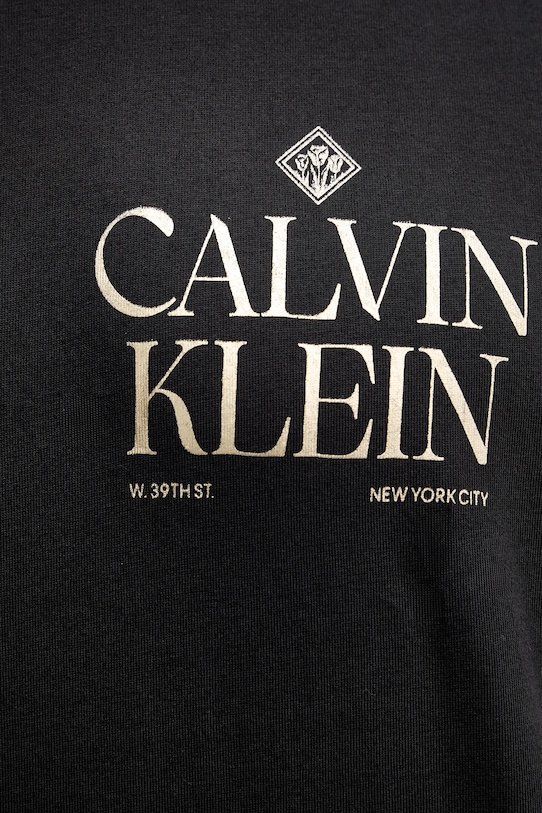 CALVIN
KLEIN
W. 39TH ST. NEW YORK CITY